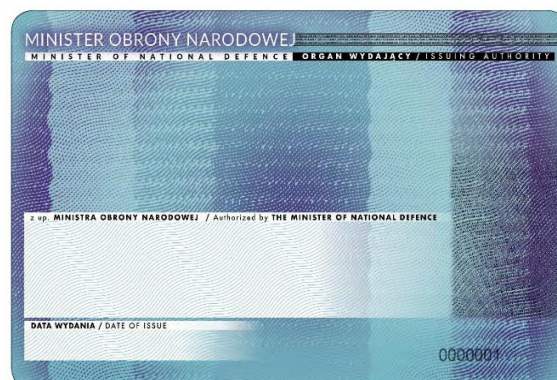 MINISTER OBRONY NARODOWEJ
MINISTER OF NATIONAL DEFENCE ORGAN WYDAJĄCY / ISSUING AUTHORITY
z up. MINISTRA OBRONY NARODOWEJ / Authorized by THE MINISTER OF NATIONAL DEFENCE
DATA WYDANIA / DATE OF ISSUE
0000001